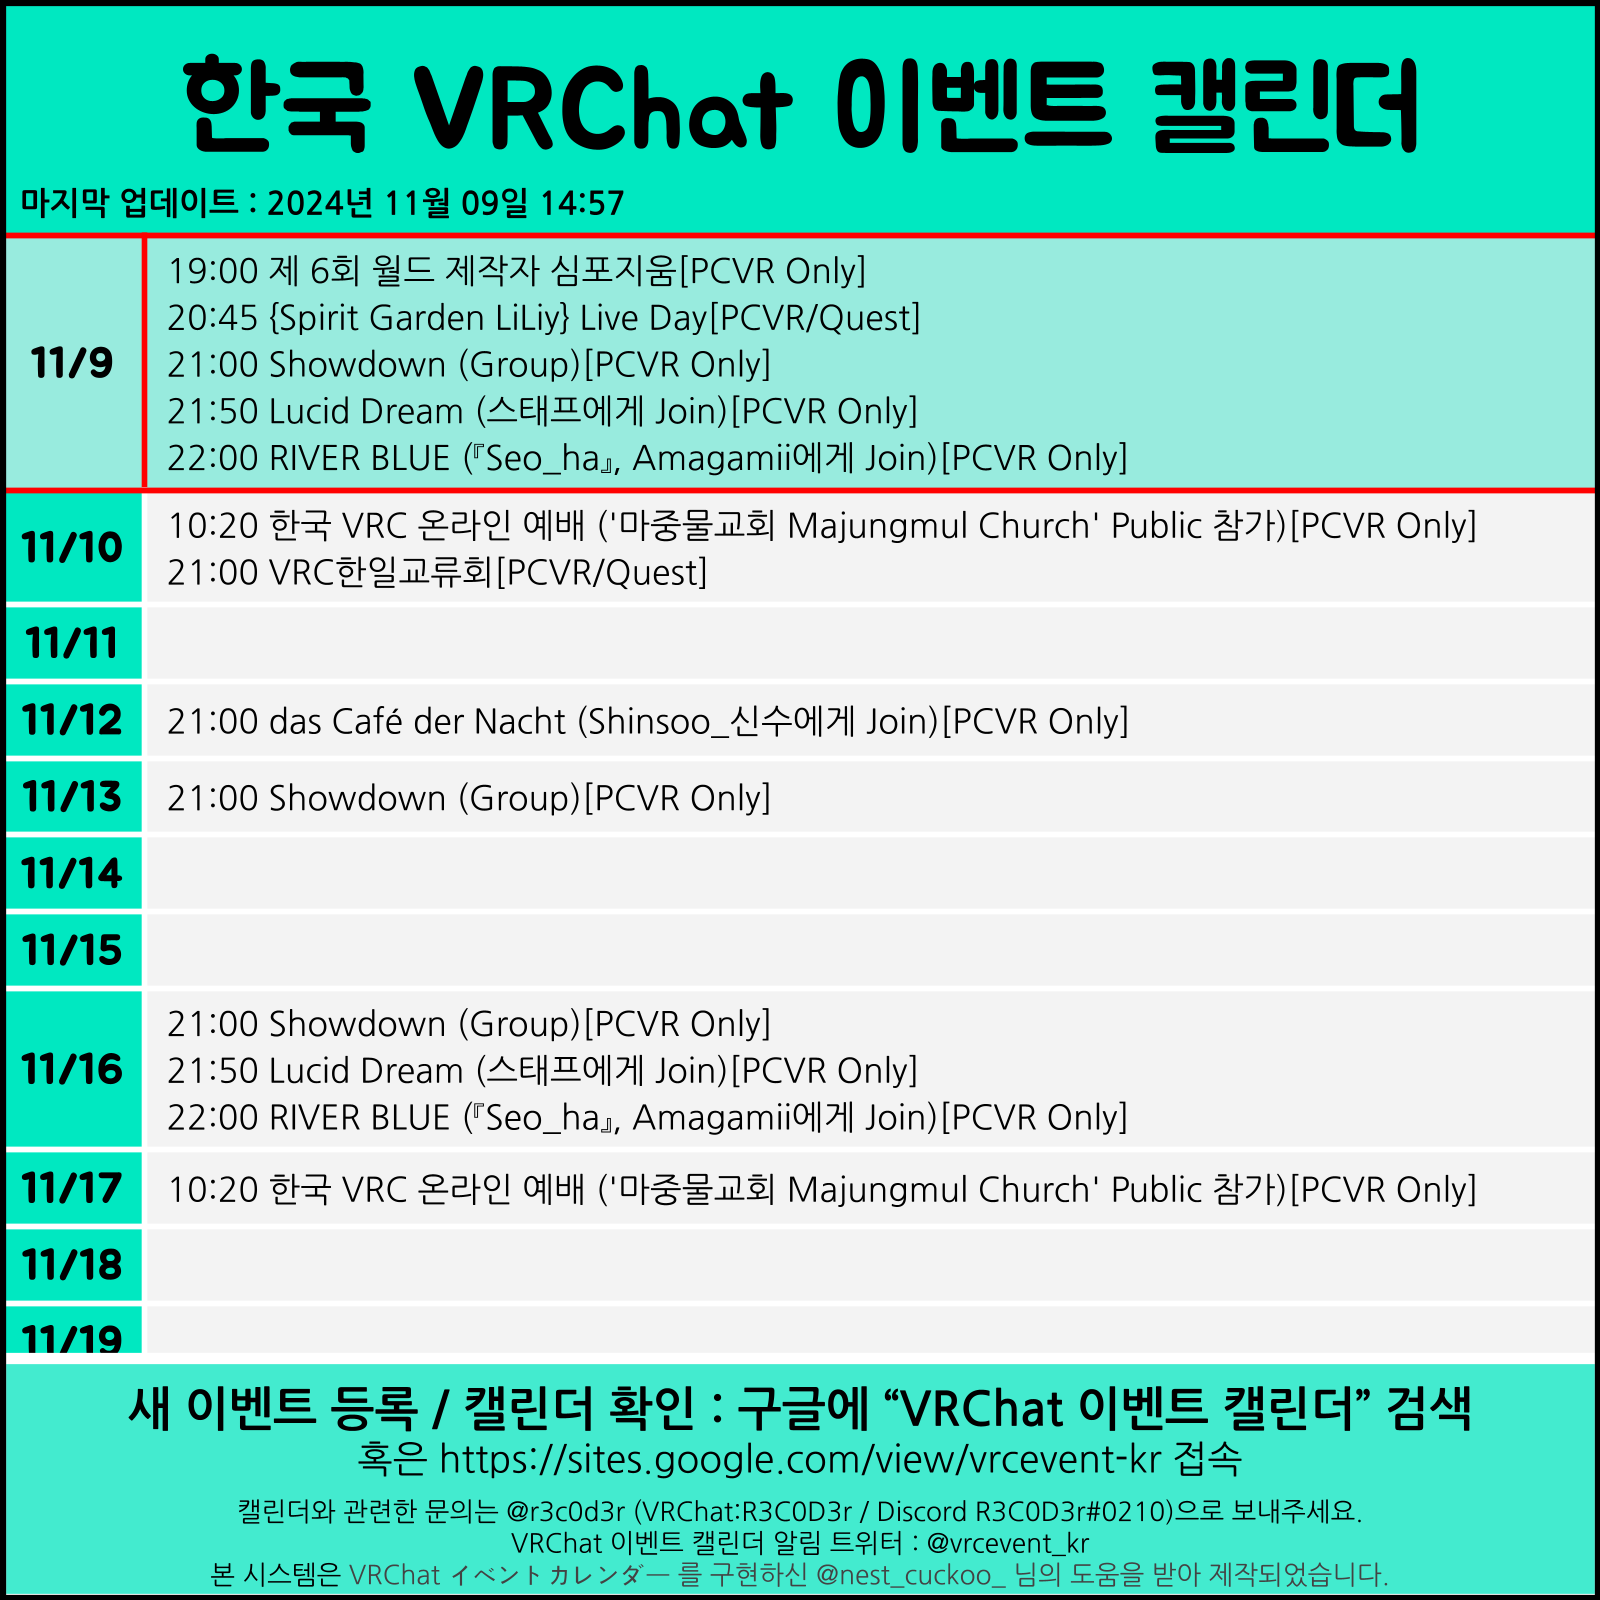 한국 VRChat 이벤트 캘린더
마지막 업데이트 : 2024년 11월 09일 14:57
11/9
19:00 제 6회 월드 제작자 심포지움[PCVR Only]
20:45 {Spirit Garden LiLiy} Live Day[PCVR/Quest]
21:00 Showdown (Group)[PCVR Only]
21:50 Lucid Dream (스태프에게 Join)[PCVR Only]
22:00 RIVER BLUE (『Seo_ha』, Amagamii에게 Join)[PCVR Only]
11/10
10:20 한국 VRC 온라인 예배 ('마중물교회 Majungmul Church' Public 참가)[PCVR Only]
21:00 VRC한일교류회[PCVR/Quest]
11/11
11/12
21:00 das Café der Nacht (Shinsoo_신수에게 Join)[PCVR Only]
11/13
21:00 Showdown (Group)[PCVR Only]
11/14
11/15
11/16
21:00 Showdown (Group)[PCVR Only]
21:50 Lucid Dream (스태프에게 Join)[PCVR Only]
22:00 RIVER BLUE (『Seo_ha』, Amagamii에게 Join)[PCVR Only]
11/17
10:20 한국 VRC 온라인 예배 ('마중물교회 Majungmul Church' Public 참가)[PCVR Only]
11/18
11/19
새 이벤트 등록 / 캘린더 확인 : 구글에 “VRChat 이벤트 캘린더” 검색
혹은 https://sites.google.com/view/vrcevent-kr 접속
캘린더와 관련한 문의는 @r3c0d3r (VRChat:R3C0D3r / Discord R3C0D3r#0210)으로 보내주세요.
VRChat 이벤트 캘린더 알림 트위터 : @vrcevent_kr
본 시스템은 VRChat イベントカレンダー 를 구현하신 @nest_cuckoo_ 님의 도움을 받아 제작되었습니다.